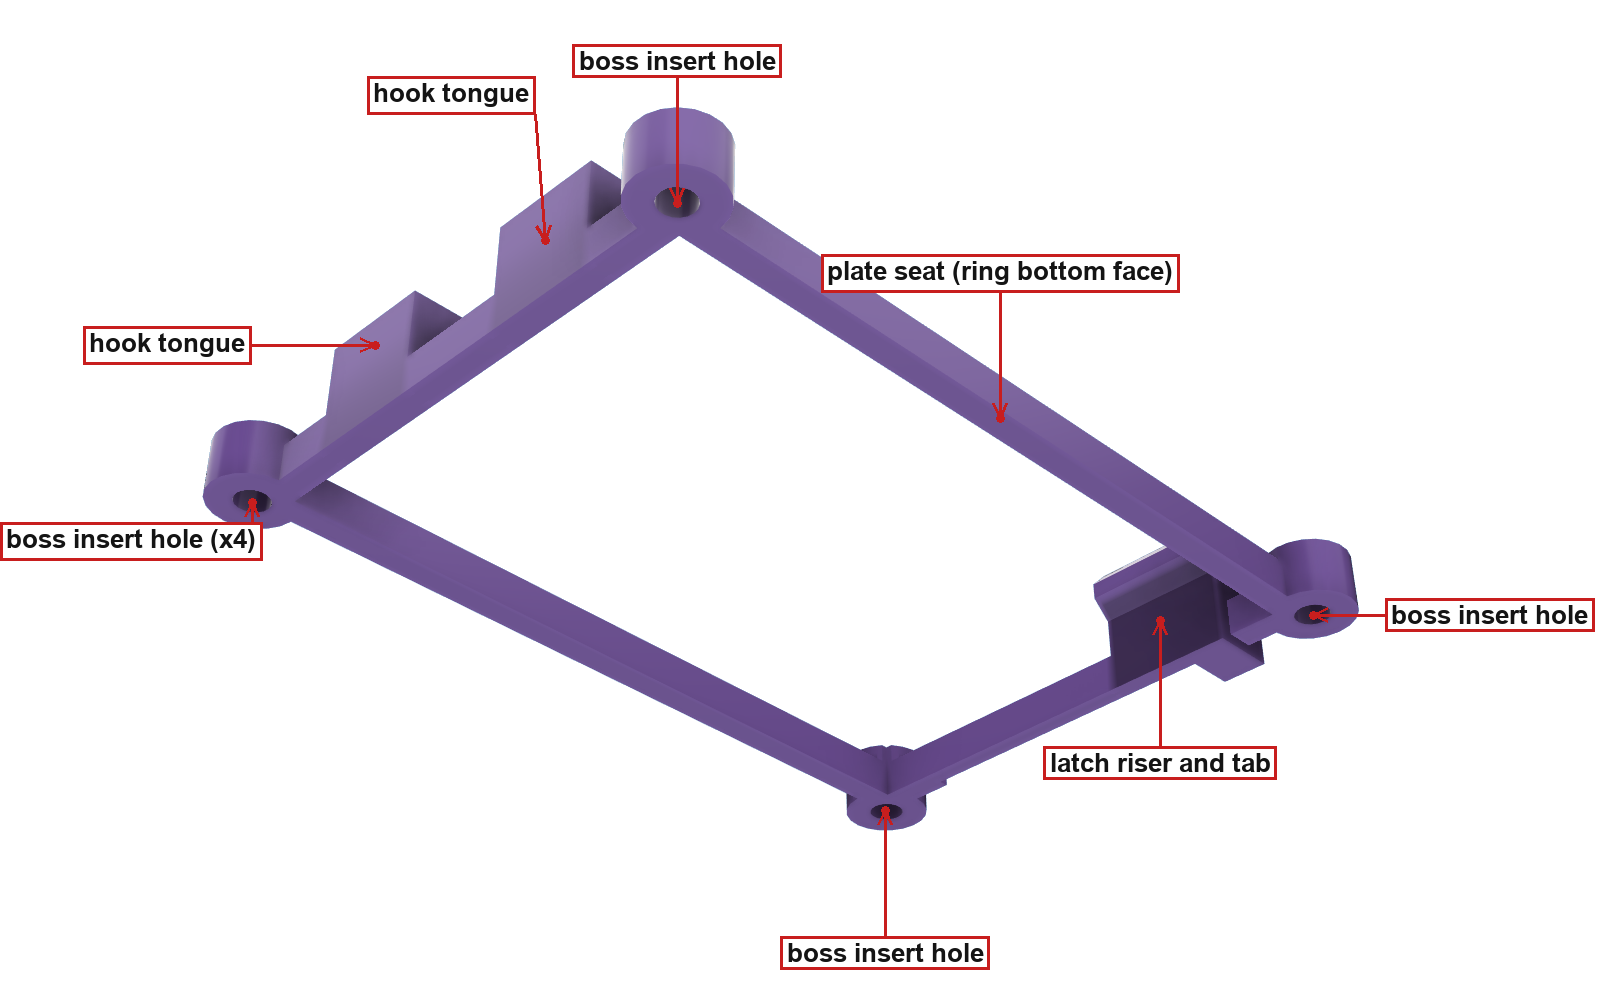 boss insert hole
hook tongue
plate seat (ring bottom face)
hook tongue
boss insert hole (x4)
boss insert hole
latch riser and tab
boss insert hole